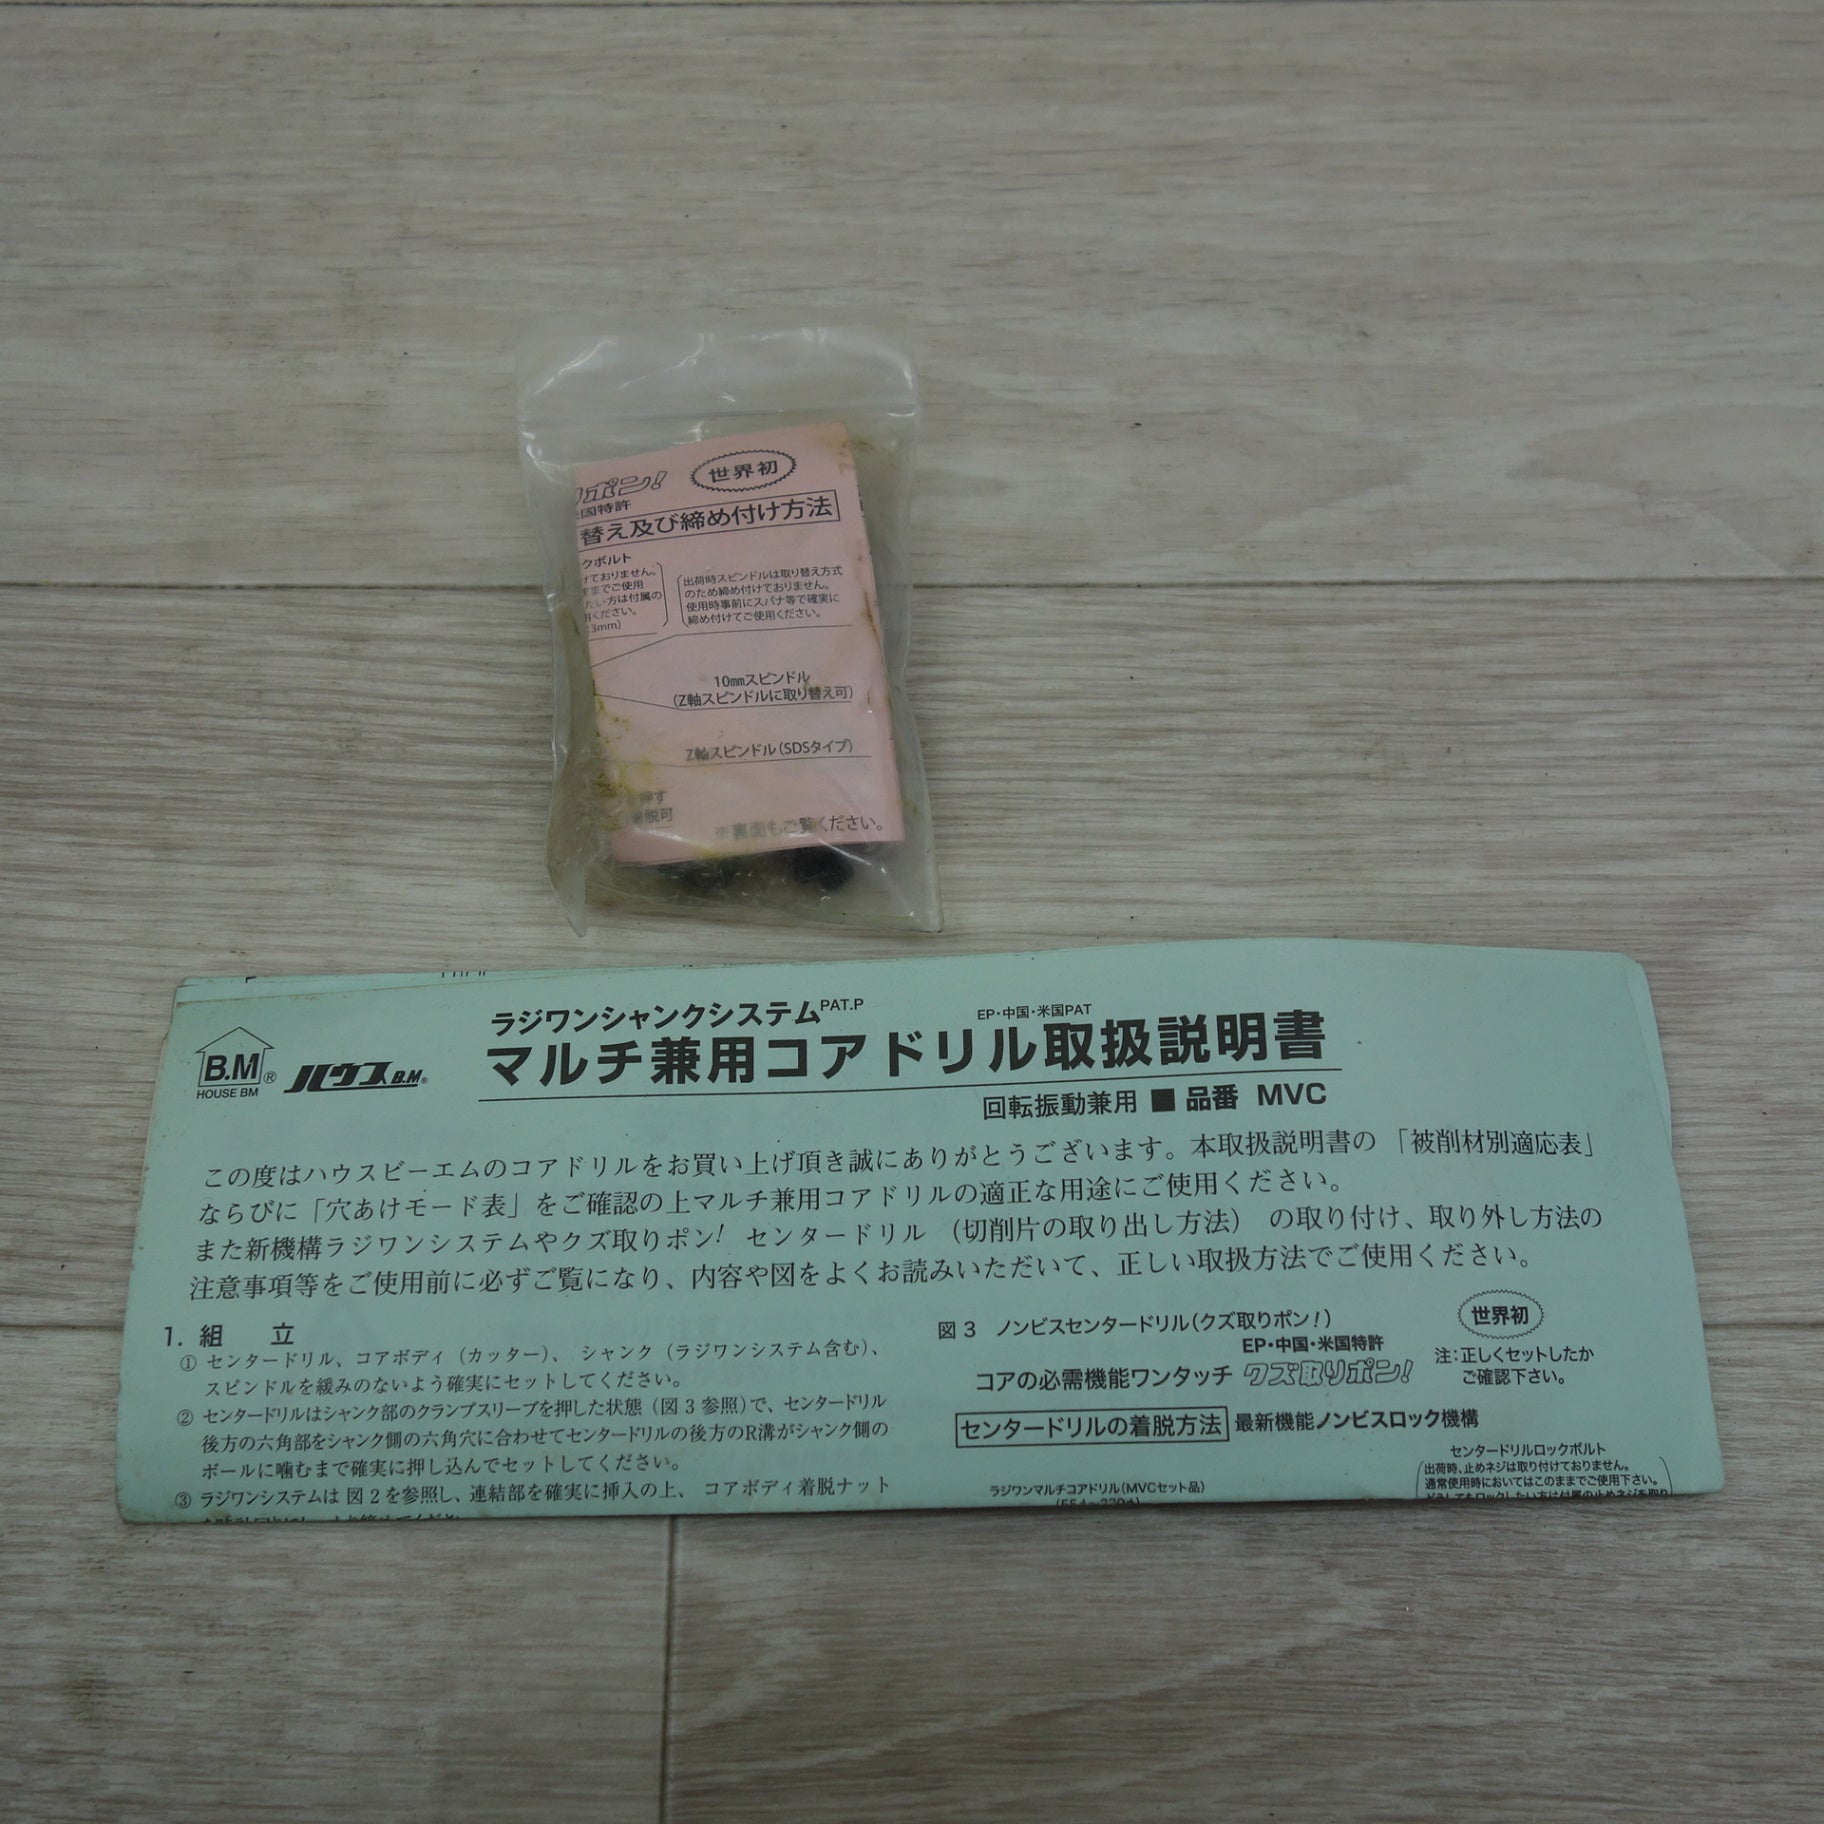 ポン!
世界初
国特許
替え及び締め付け方法
クボルト
けておりません。
までご使用
たい方は付属の
ください。
3mm)
出荷時スピンドルは取り替え方式
のため締め付けておりません。
使用時事前にスパナ等で確実に
締め付けてご使用ください。
10㎜スピンドル
(Z軸スピンドルに取り替え可)
Z軸スピンドル(SDSタイプ)
押す
脱可
※裏面もご覧ください。
B.M®
HOUSE BM
ハウスB.M®
ラジワンシャンクシステムPAT.P
EP・中国・米国PAT
マルチ兼用コアドリル取扱説明書
回転振動兼用 ■ 品番 MVC
この度はハウスビーエムのコアドリルをお買い上げ頂き誠にありがとうございます。本取扱説明書の「被削材別適応表」
ならびに「穴あけモード表」をご確認の上マルチ兼用コアドリルの適正な用途にご使用ください。
また新機構ラジワンシステムやクズ取りポン! センタードリル (切削片の取り出し方法) の取り付け、取り外し方法の
注意事項等をご使用前に必ずご覧になり、内容や図をよくお読みいただいて、正しい取扱方法でご使用ください。
1. 組 立
① センタードリル、コアボディ(カッター)、 シャンク(ラジワンシステム含む)、
スピンドルを緩みのないよう確実にセットしてください。
② センタードリルはシャンク部のクランプスリーブを押した状態(図3参照)で、センタードリル
後方の六角部をシャンク側の六角穴に合わせてセンタードリルの後方のR溝がシャンク側の
ボールに噛むまで確実に押し込んでセットしてください。
③ ラジワンシステムは 図2を参照し、連結部を確実に挿入の上、 コアボディ着脱ナット
図3 ノンビスセンタードリル(クズ取りポン!)
EP・中国・米国特許
コアの必需機能ワンタッチ クズ取りポン!
世界初
注:正しくセットしたか
ご確認下さい。
センタードリルの着脱方法 最新機能ノンビスロック機構
センタードリルロックボルト
出荷時、止めネジは取り付けておりません。
通常使用時においてはこのままでご使用下さい。
どうしてもロックしたい方は付属の止めネジを取り
ラジワンマルチコアドリル(MVCセット品)